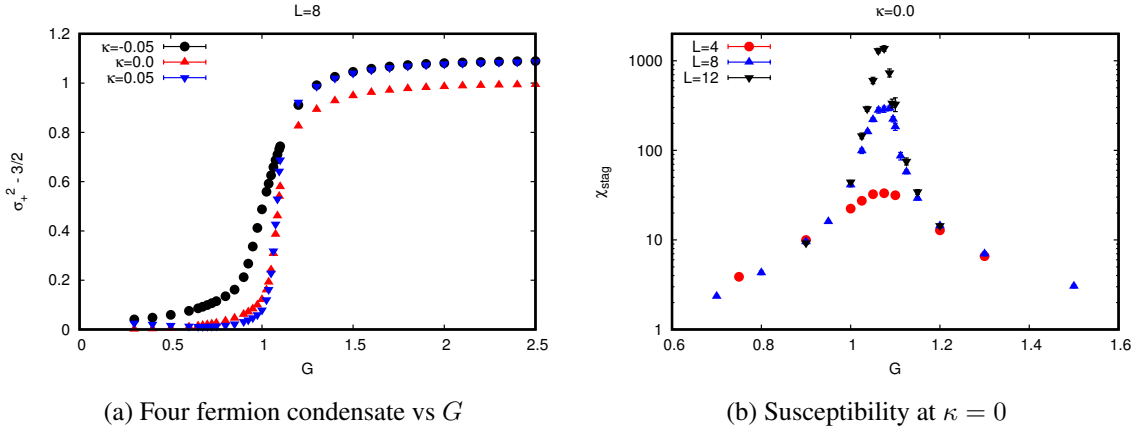 L=8
σ₊² - 3/2
1.2
1
0.8
0.6
0.4
0.2
0
κ=-0.05
κ=0.0
κ=0.05
0 0.5 1 1.5 2 2.5
G
(a) Four fermion condensate vs G
κ=0.0
χstag
1000
100
10
1
L=4
L=8
L=12
0.6 0.8 1 1.2 1.4 1.6
G
(b) Susceptibility at κ = 0